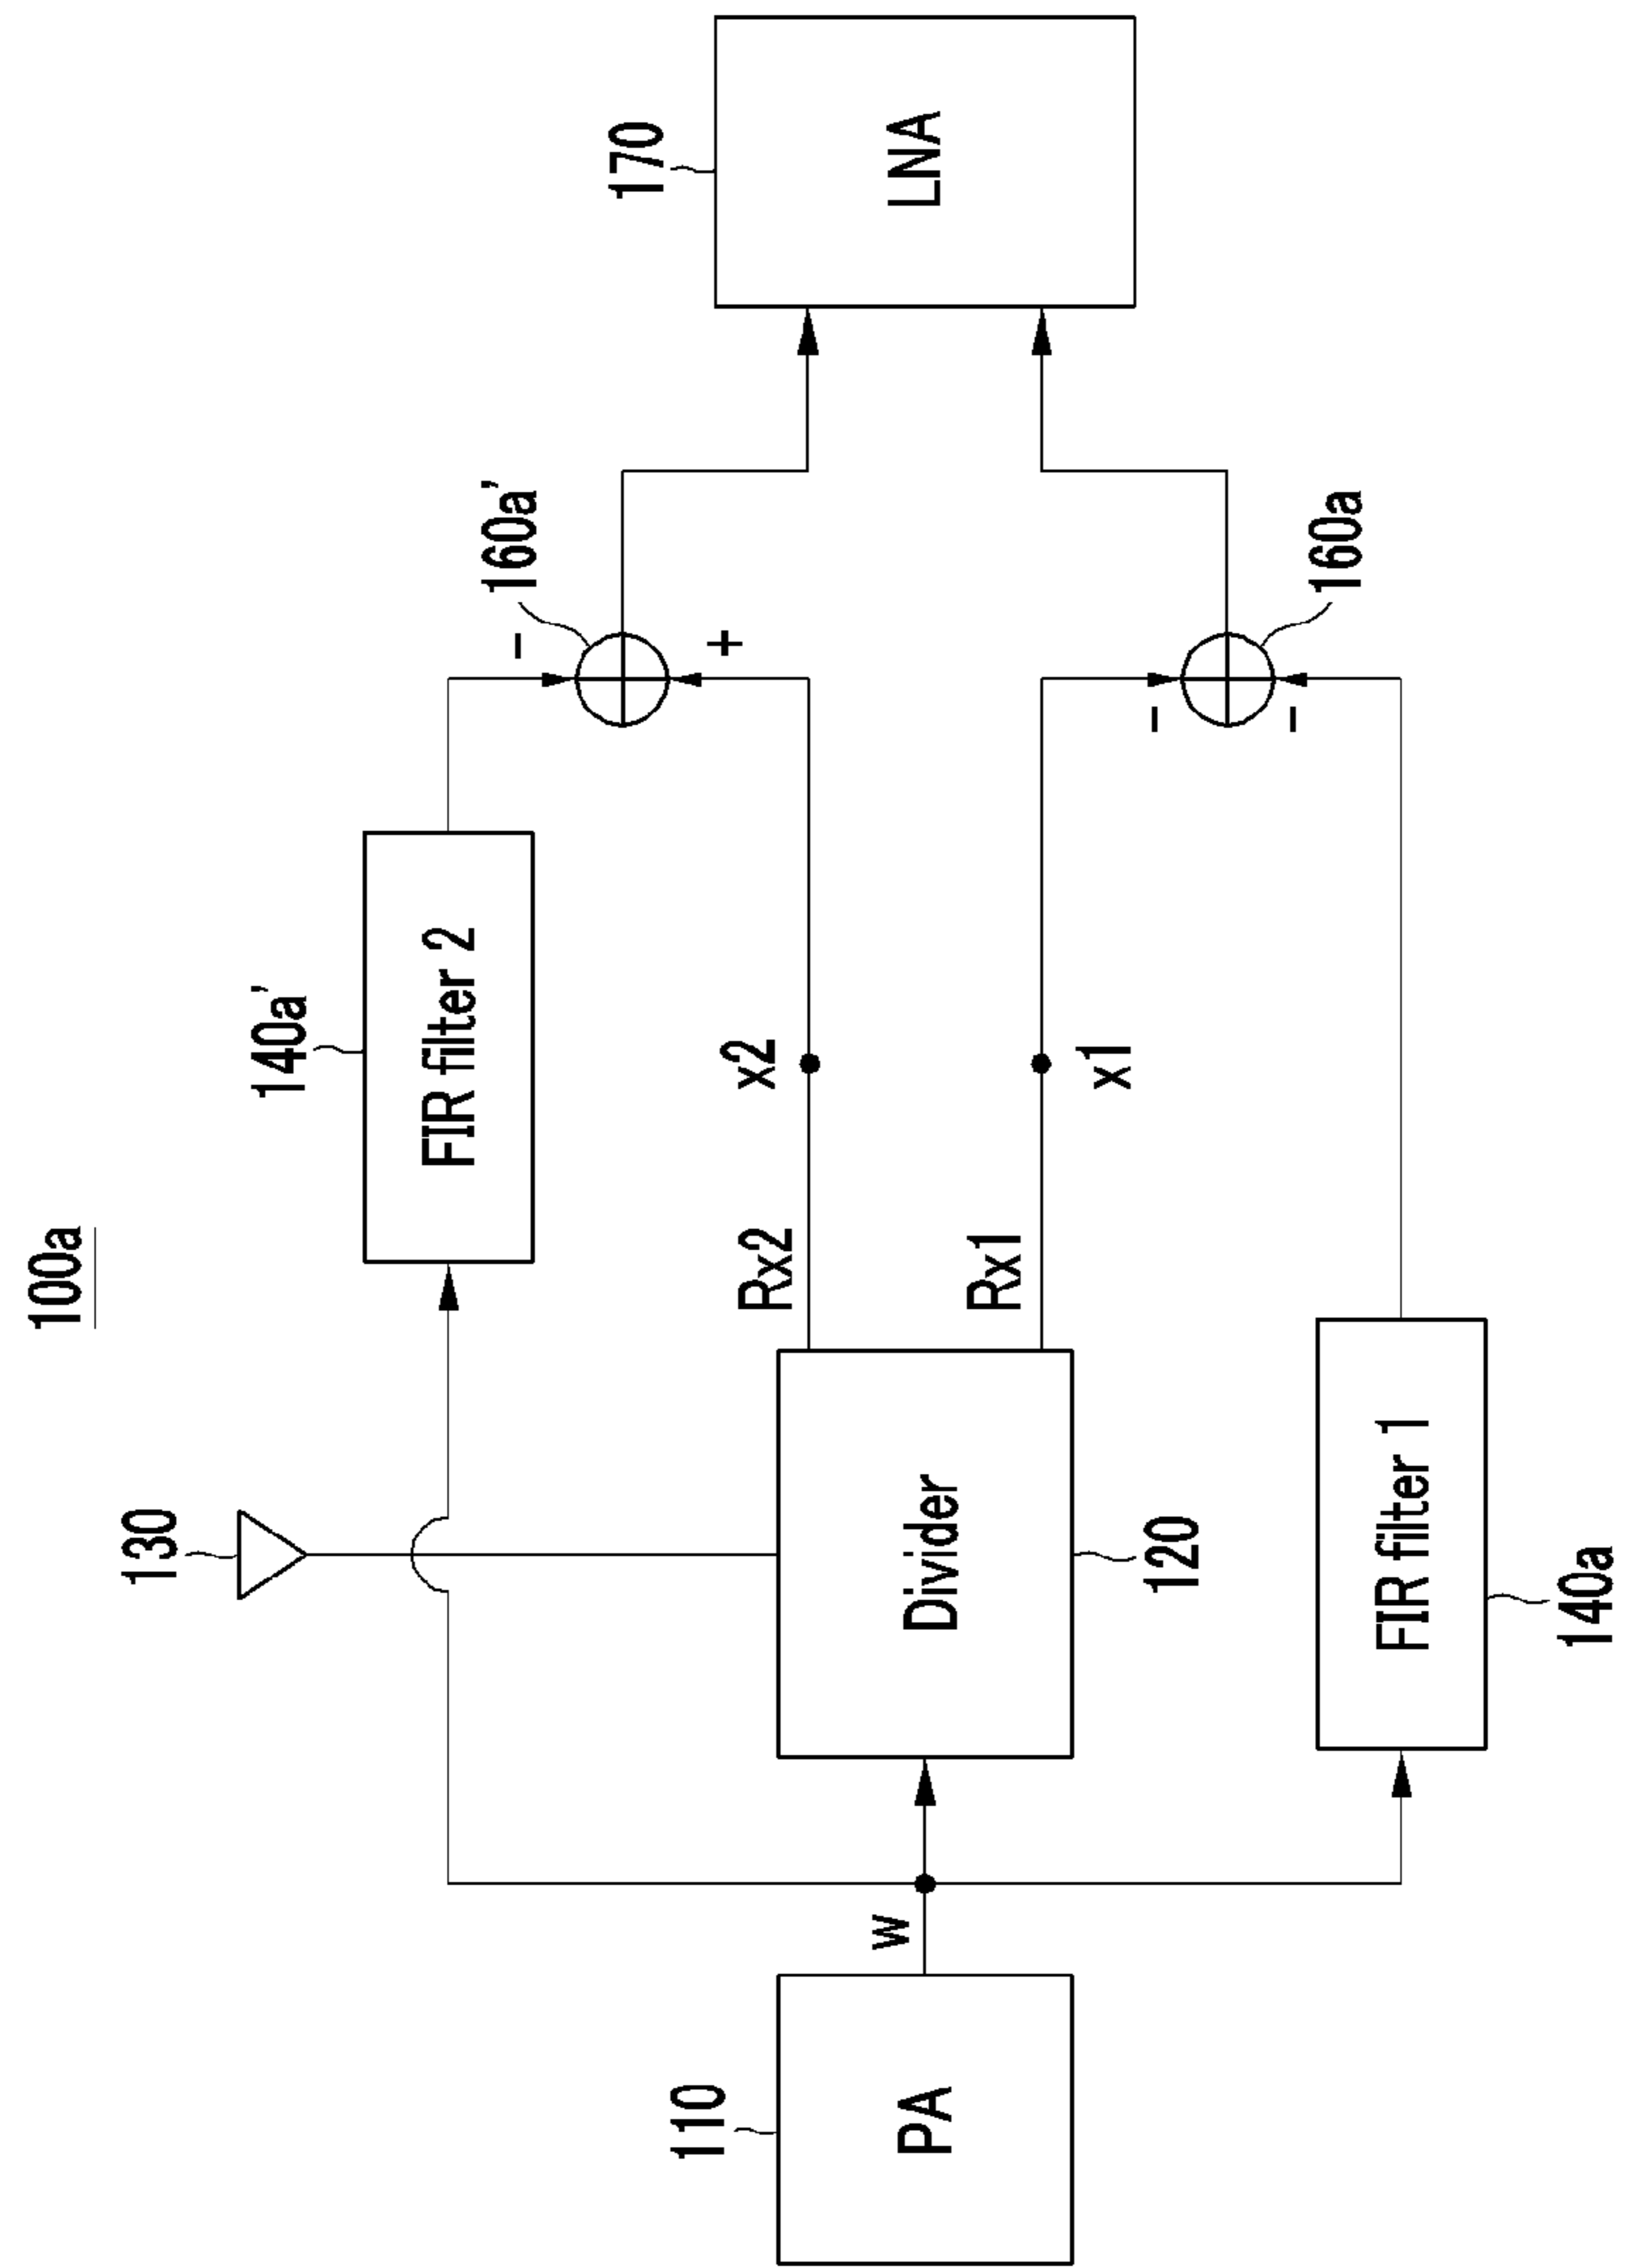 100a
130
140a'
FIR filter 2
160a'
-
+
110
PA
w
Divider
120
Rx2
x2
Rx1
x1
170
LNA
FIR filter 1
140a
-
-
160a